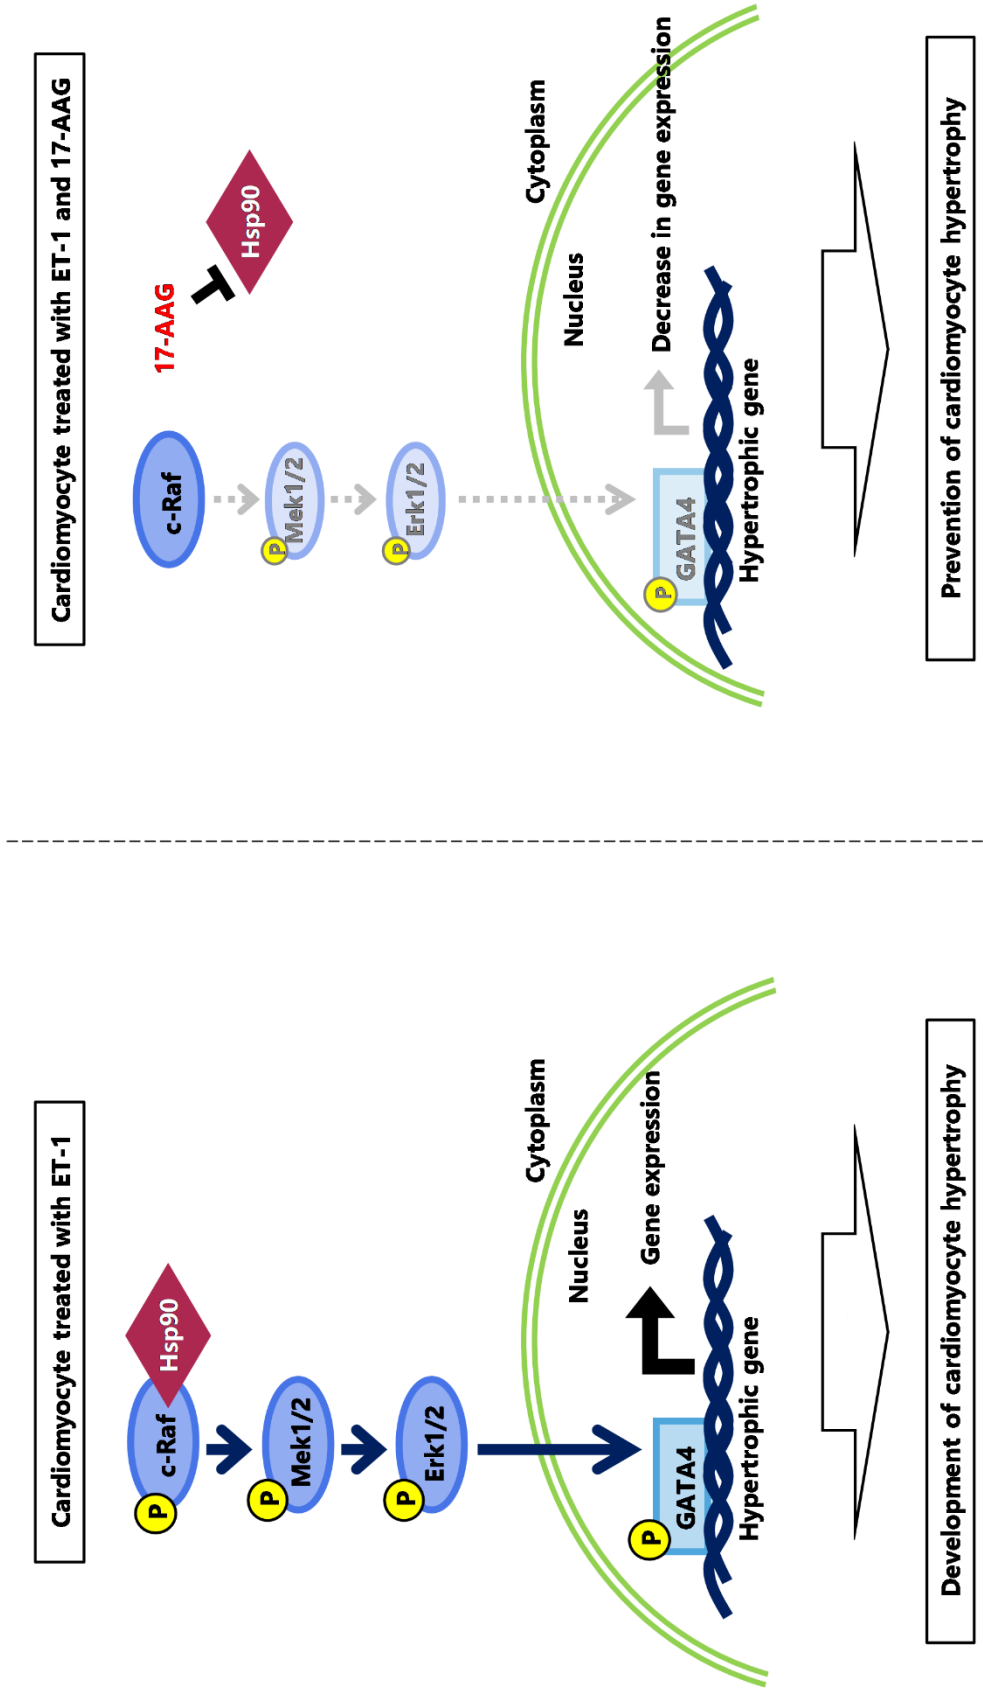 Cardiomyocyte treated with ET-1
Hsp90
c-Raf
P
Mek1/2
P
Erk1/2
P
Cytoplasm
Nucleus
Gene expression
P
GATA4
Hypertrophic gene
Development of cardiomyocyte hypertrophy
Cardiomyocyte treated with ET-1 and 17-AAG
17-AAG
Hsp90
c-Raf
Mek1/2
P
Erk1/2
P
Cytoplasm
Nucleus
Decrease in gene expression
P
GATA4
Hypertrophic gene
Prevention of cardiomyocyte hypertrophy